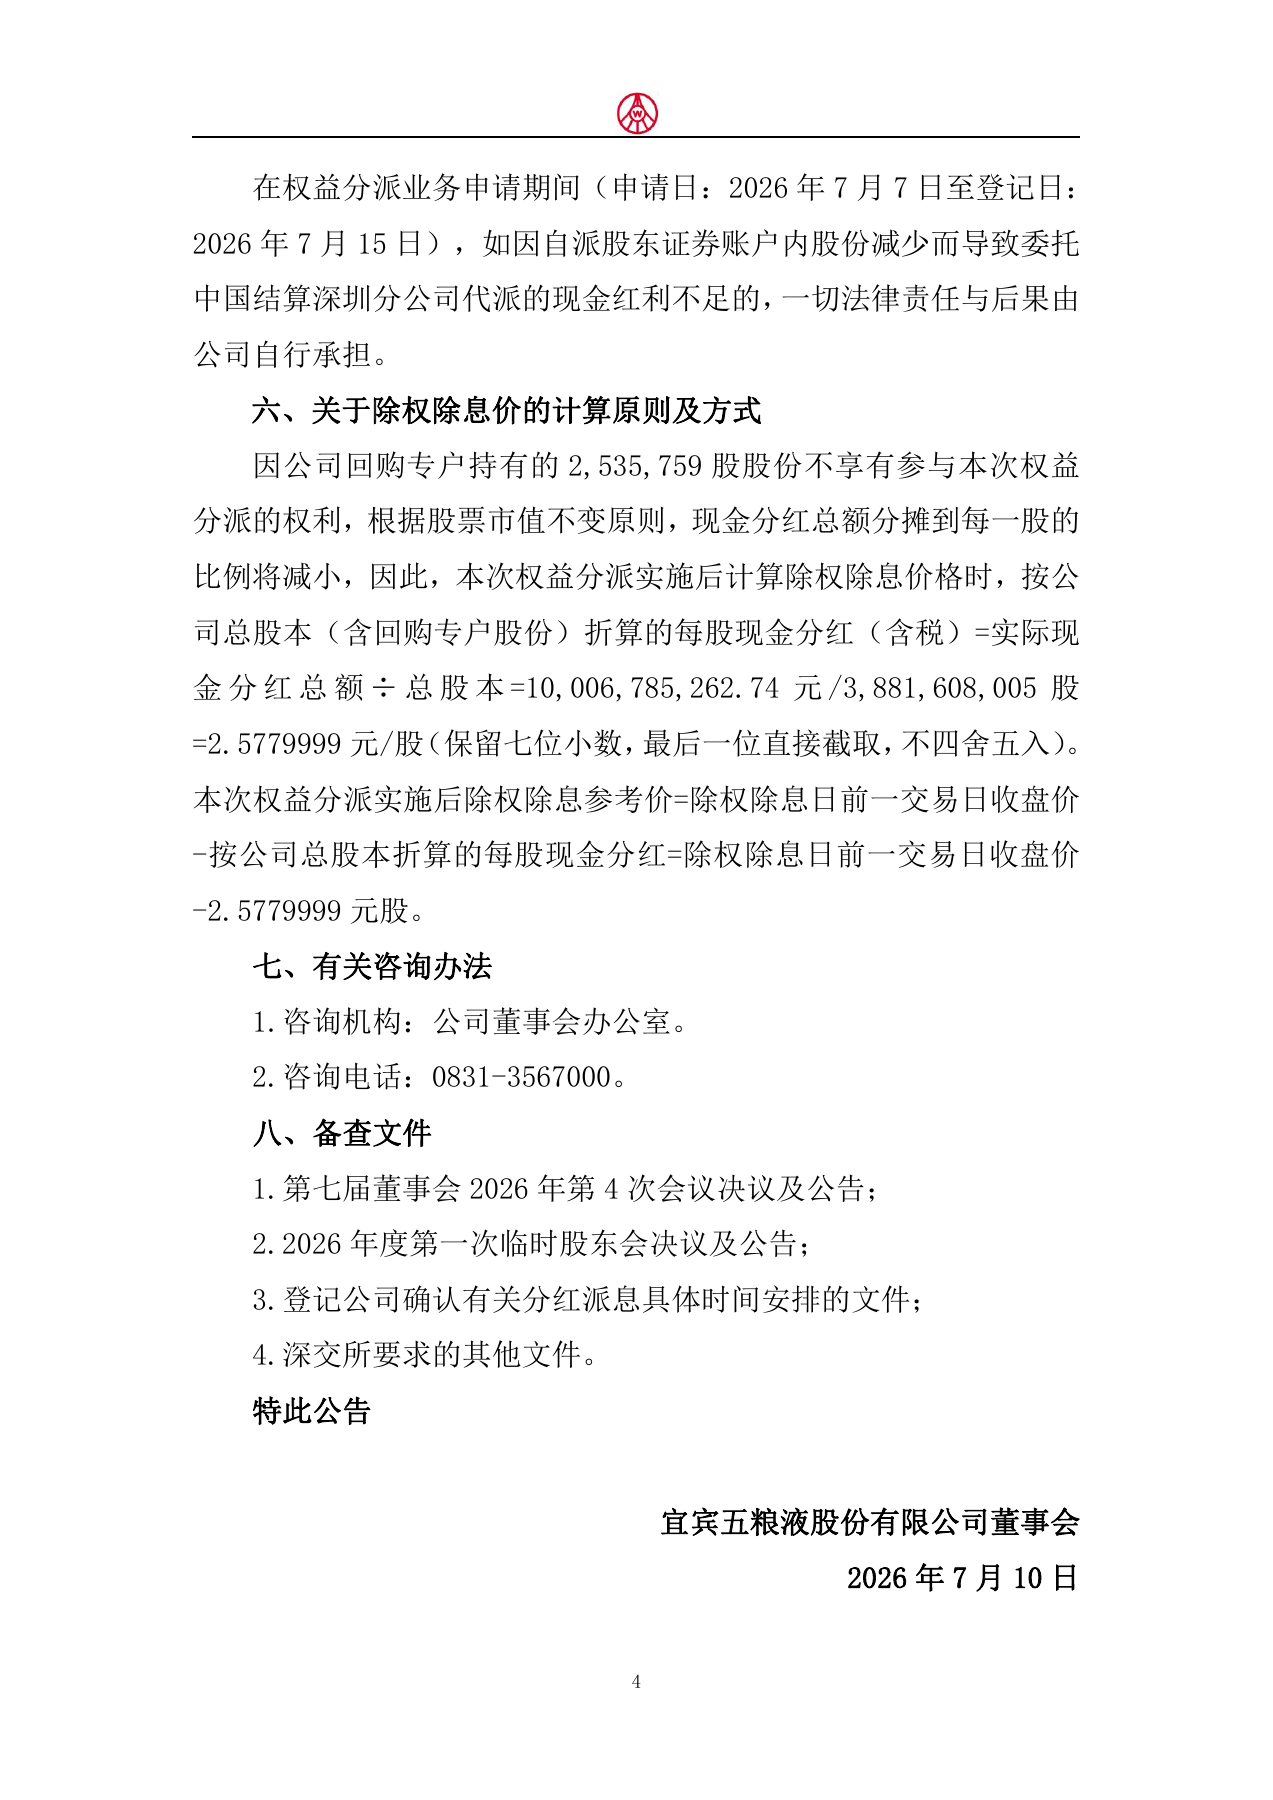 在权益分派业务申请期间（申请日：2026 年 7 月 7 日至登记日：
2026 年 7 月 15 日），如因自派股东证券账户内股份减少而导致委托
中国结算深圳分公司代派的现金红利不足的，一切法律责任与后果由
公司自行承担。
六、关于除权除息价的计算原则及方式
因公司回购专户持有的 2,535,759 股股份不享有参与本次权益
分派的权利，根据股票市值不变原则，现金分红总额分摊到每一股的
比例将减小，因此，本次权益分派实施后计算除权除息价格时，按公
司总股本（含回购专户股份）折算的每股现金分红（含税）=实际现
金分红总额÷总股本=10,006,785,262.74 元/3,881,608,005 股
=2.5779999 元/股（保留七位小数，最后一位直接截取，不四舍五入）。
本次权益分派实施后除权除息参考价=除权除息日前一交易日收盘价
-按公司总股本折算的每股现金分红=除权除息日前一交易日收盘价
-2.5779999 元股。
七、有关咨询办法
1.咨询机构：公司董事会办公室。
2.咨询电话：0831-3567000。
八、备查文件
1.第七届董事会 2026 年第 4 次会议决议及公告；
2.2026 年度第一次临时股东会决议及公告；
3.登记公司确认有关分红派息具体时间安排的文件；
4.深交所要求的其他文件。
特此公告
宜宾五粮液股份有限公司董事会
2026 年 7 月 10 日
4